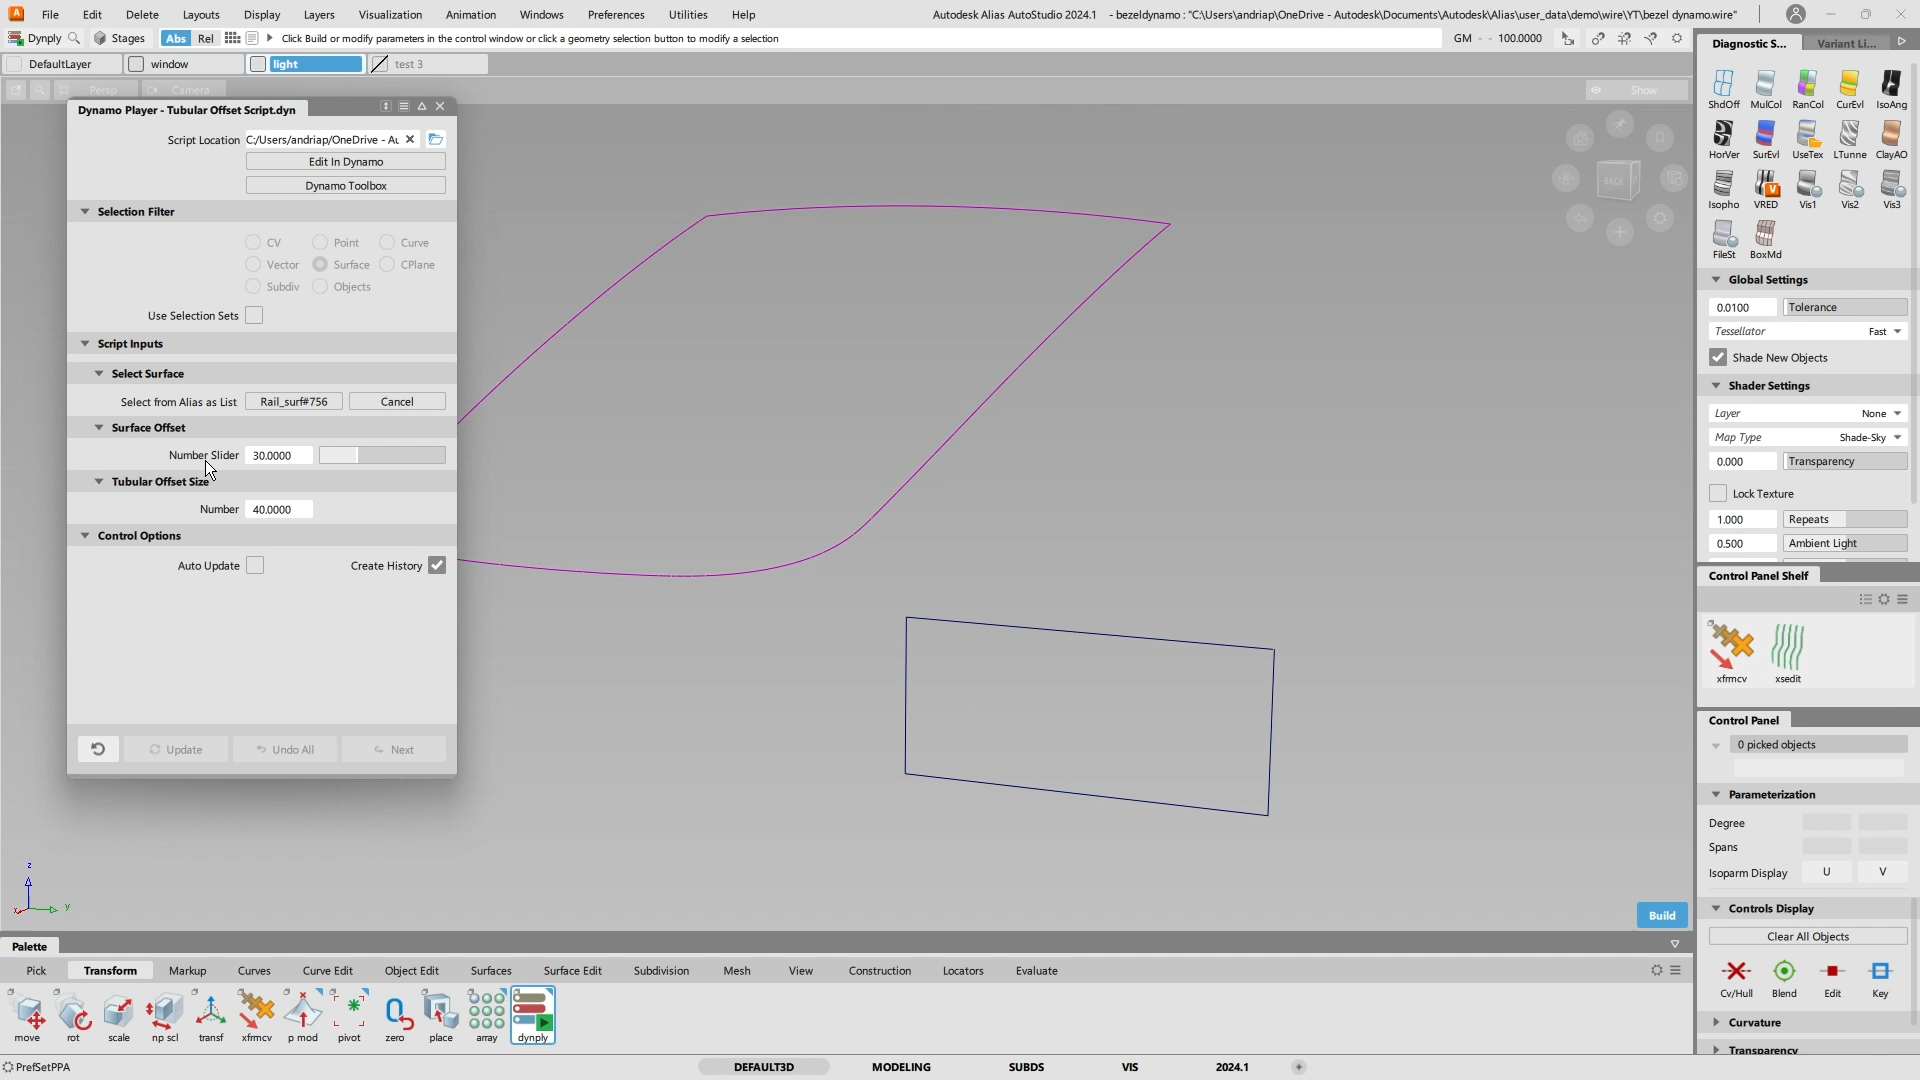 File Edit Delete Layouts Display Layers Visualization Animation Windows Preferences Utilities Help Autodesk Alias AutoStudio 2024.1 - bezeldynamo : "C:\Users\andriap\OneDrive - Autodesk\Documents\Autodesk\Alias\user_data\demo\wire\YT\bezel dynamo.wire"
Dynply Stages Abs Rel Click Build or modify parameters in the control window or click a geometry selection button to modify a selection GM - - 100.0000
DefaultLayer window light test 3
Persp Camera Show
Dynamo Player - Tubular Offset Script.dyn
Script Location C:/Users/andriap/OneDrive - Au
Edit In Dynamo
Dynamo Toolbox
Selection Filter
CV Point Curve
Vector Surface CPlane
Subdiv Objects
Use Selection Sets
Script Inputs
Select Surface
Select from Alias as List Rail_surf#756 Cancel
Surface Offset
Number Slider 30.0000
Tubular Offset Size
Number 40.0000
Control Options
Auto Update Create History
Update Undo All Next
BACK
z
x y
Build
Diagnostic S... Variant Li...
ShdOff MulCol RanCol CurEvl IsoAng
HorVer SurEvl UseTex LTunne ClayAO
Isopho VRED Vis1 Vis2 Vis3
FileSt BoxMd
Global Settings
0.0100 Tolerance
Tessellator Fast
Shade New Objects
Shader Settings
Layer None
Map Type Shade-Sky
0.000 Transparency
Lock Texture
1.000 Repeats
0.500 Ambient Light
Control Panel Shelf
xfrmcv xsedit
Control Panel
0 picked objects
Parameterization
Degree
Spans
Isoparm Display U V
Controls Display
Clear All Objects
Cv/Hull Blend Edit Key
Curvature
Transparency
Palette
Pick Transform Markup Curves Curve Edit Object Edit Surfaces Surface Edit Subdivision Mesh View Construction Locators Evaluate
move rot scale np scl transf xfrmcv p mod pivot zero place array dynply
PrefSetPPA DEFAULT3D MODELING SUBDS VIS 2024.1